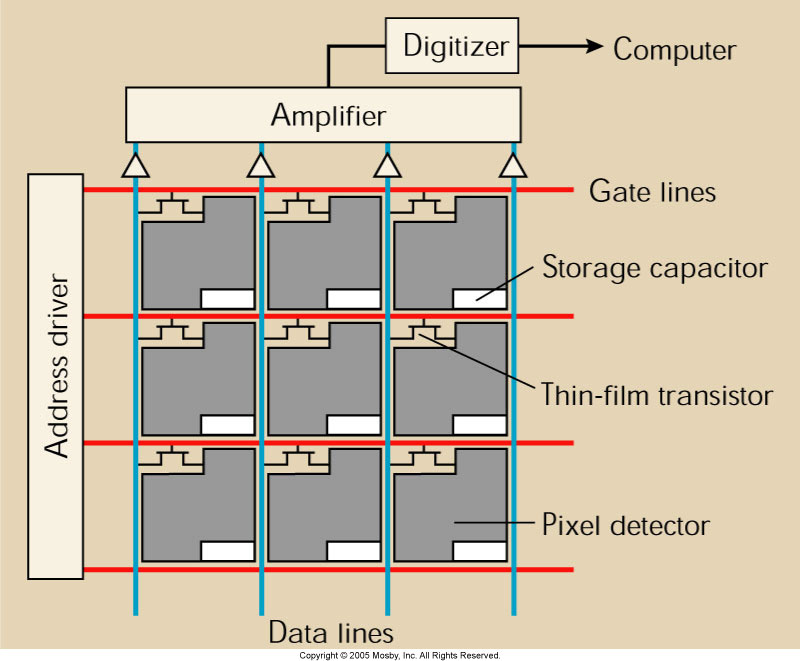 Digitizer
Computer
Amplifier
Gate lines
Storage capacitor
Address driver
Thin-film transistor
Pixel detector
Data lines
Copyright © 2005 Mosby, Inc. All Rights Reserved.